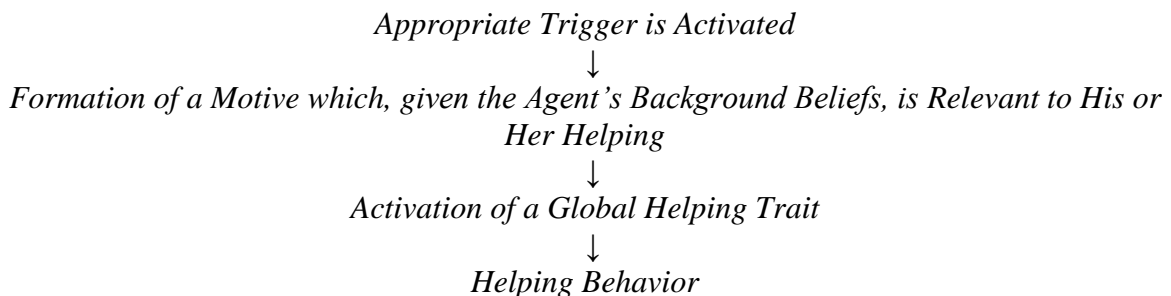 Appropriate Trigger is Activated
↓
Formation of a Motive which, given the Agent’s Background Beliefs, is Relevant to His or
Her Helping
↓
Activation of a Global Helping Trait
↓
Helping Behavior